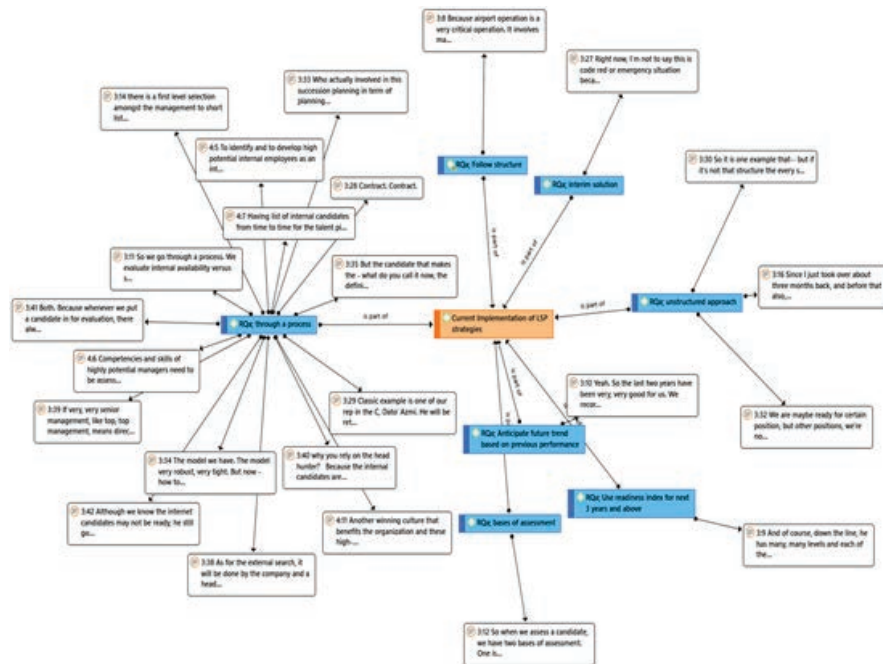 3:8 Because airport operation is a
very critical operation. It involves
ma...
3:27 Right now, I'm not to say this is
code red or emergency situation
beca...
3:33 Who actually involved in this
succession planning in term of
planning...
3:14 there is a first level selection
amongst the management to short
list...
4:5 To identify and to develop high
potential internal employees as an
int...
3:28 Contract. Contract.
4:7 Having list of internal candidates
from time to time for the talent pi...
3:11 So we go through a process. We
evaluate internal availability versus
s...
3:35 But the candidate that makes
the - what do you call it now, the
defini...
3:41 Both. Because whenever we put
a candidate in for evaluation, there
alw...
RQa; through a process
is part of
4:6 Competencies and skills of
highly potential managers need to
be assess...
3:39 If very, very senior
management, like top, top
management, means direc...
3:29 Classic example is one of our
rep in the C, Dato' Azmi. He will be
ret...
3:34 The model we have. The model
very robust, very tight. But now -
how to...
3:40 why you rely on the head
hunter? Because the internal
candidates are...
3:42 Although we know the internet
candidates may not be ready, he still
go...
4:11 Another winning culture that
benefits the organization and these
high-...
3:38 As for the external search, it
will be done by the company and a
head...
RQa; Follow structure
is part of
RQa; interim solution
is part of
3:30 So it is one example that-- but if
it's not that structure the every s...
3:16 Since I just took over about
three months back, and before that
also,...
RQa; unstructured approach
is part of
Current Implementation of LSP
strategies
3:32 We are maybe ready for certain
position, but other positions, we're
no...
is part of
3:10 Yeah. So the last two years have
been very, very good for us. We
recor...
RQa; Anticipate future trend
based on previous performance
RQa; Use readiness index for next
3 years and above
RQa; bases of assessment
3:9 And of course, down the line, he
has many, many levels and each of
the...
3:12 So when we assess a candidate,
we have two bases of assessment.
One is...